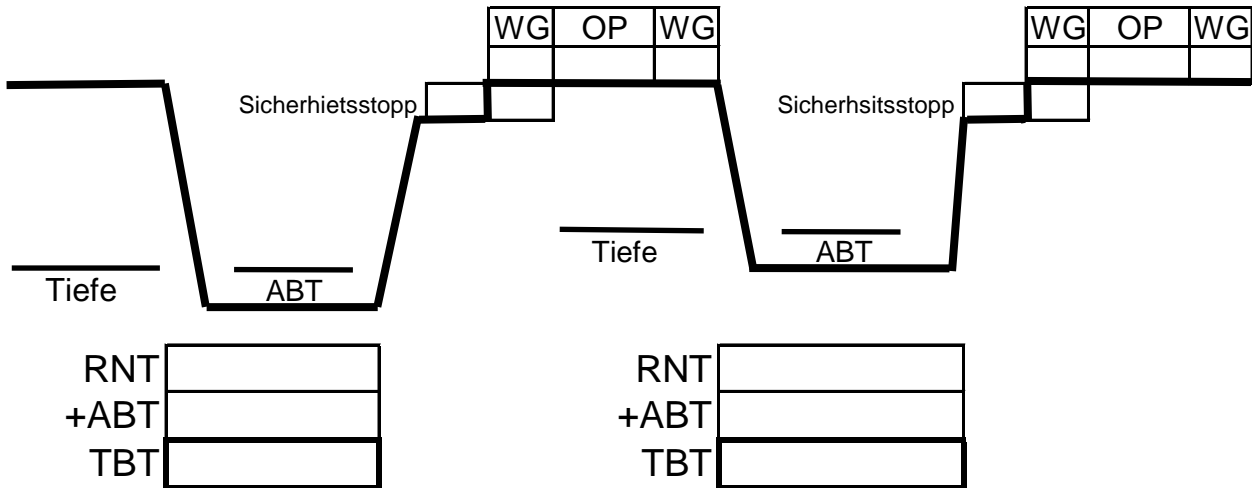 WG OP WG WG OP WG
Sicherhietsstopp Sicherhsitsstopp
Tiefe ABT Tiefe ABT
RNT RNT
+ABT +ABT
TBT TBT